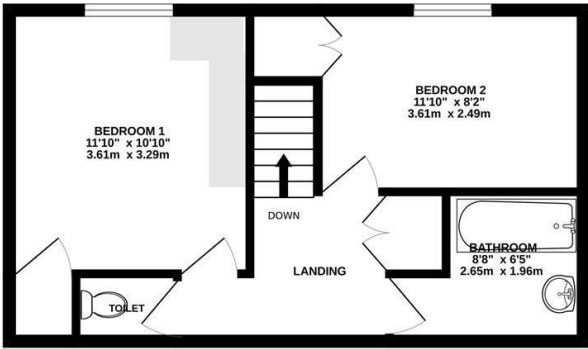 BEDROOM 1
11'10" x 10'10"
3.61m x 3.29m
BEDROOM 2
11'10" x 8'2"
3.61m x 2.49m
DOWN
LANDING
BATHROOM
8'8" x 6'5"
2.65m x 1.96m
TOILET